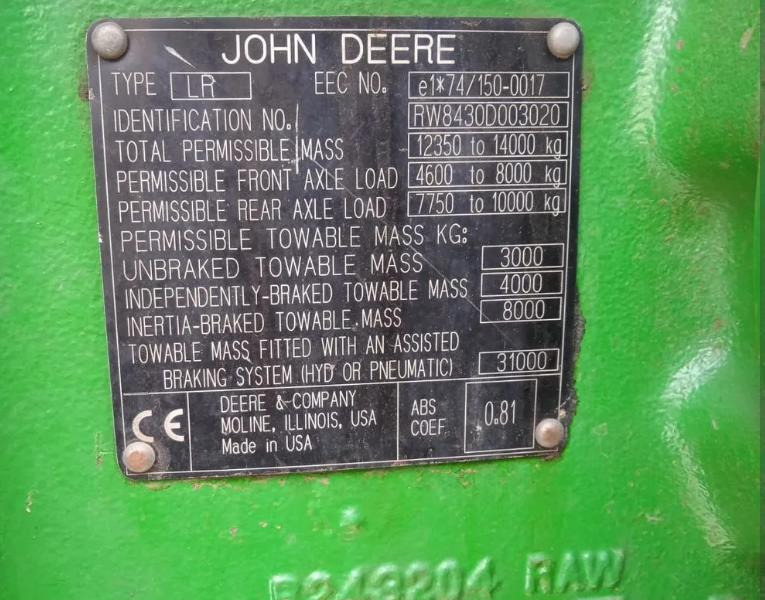 JOHN DEERE
TYPE LR EEC NO. e1*74/150-0017
IDENTIFICATION NO. RW8430D003020
TOTAL PERMISSIBLE MASS 12350 to 14000 kg
PERMISSIBLE FRONT AXLE LOAD 4600 to 8000 kg
PERMISSIBLE REAR AXLE LOAD 7750 to 10000 kg
PERMISSIBLE TOWABLE MASS KG:
UNBRAKED TOWABLE MASS 3000
INDEPENDENTLY-BRAKED TOWABLE MASS 4000
INERTIA-BRAKED TOWABLE MASS 8000
TOWABLE MASS FITTED WITH AN ASSISTED
BRAKING SYSTEM (HYD OR PNEUMATIC) 31000
CE
DEERE & COMPANY
MOLINE, ILLINOIS, USA
Made in USA
ABS
COEF
0.81
R243204 RAW